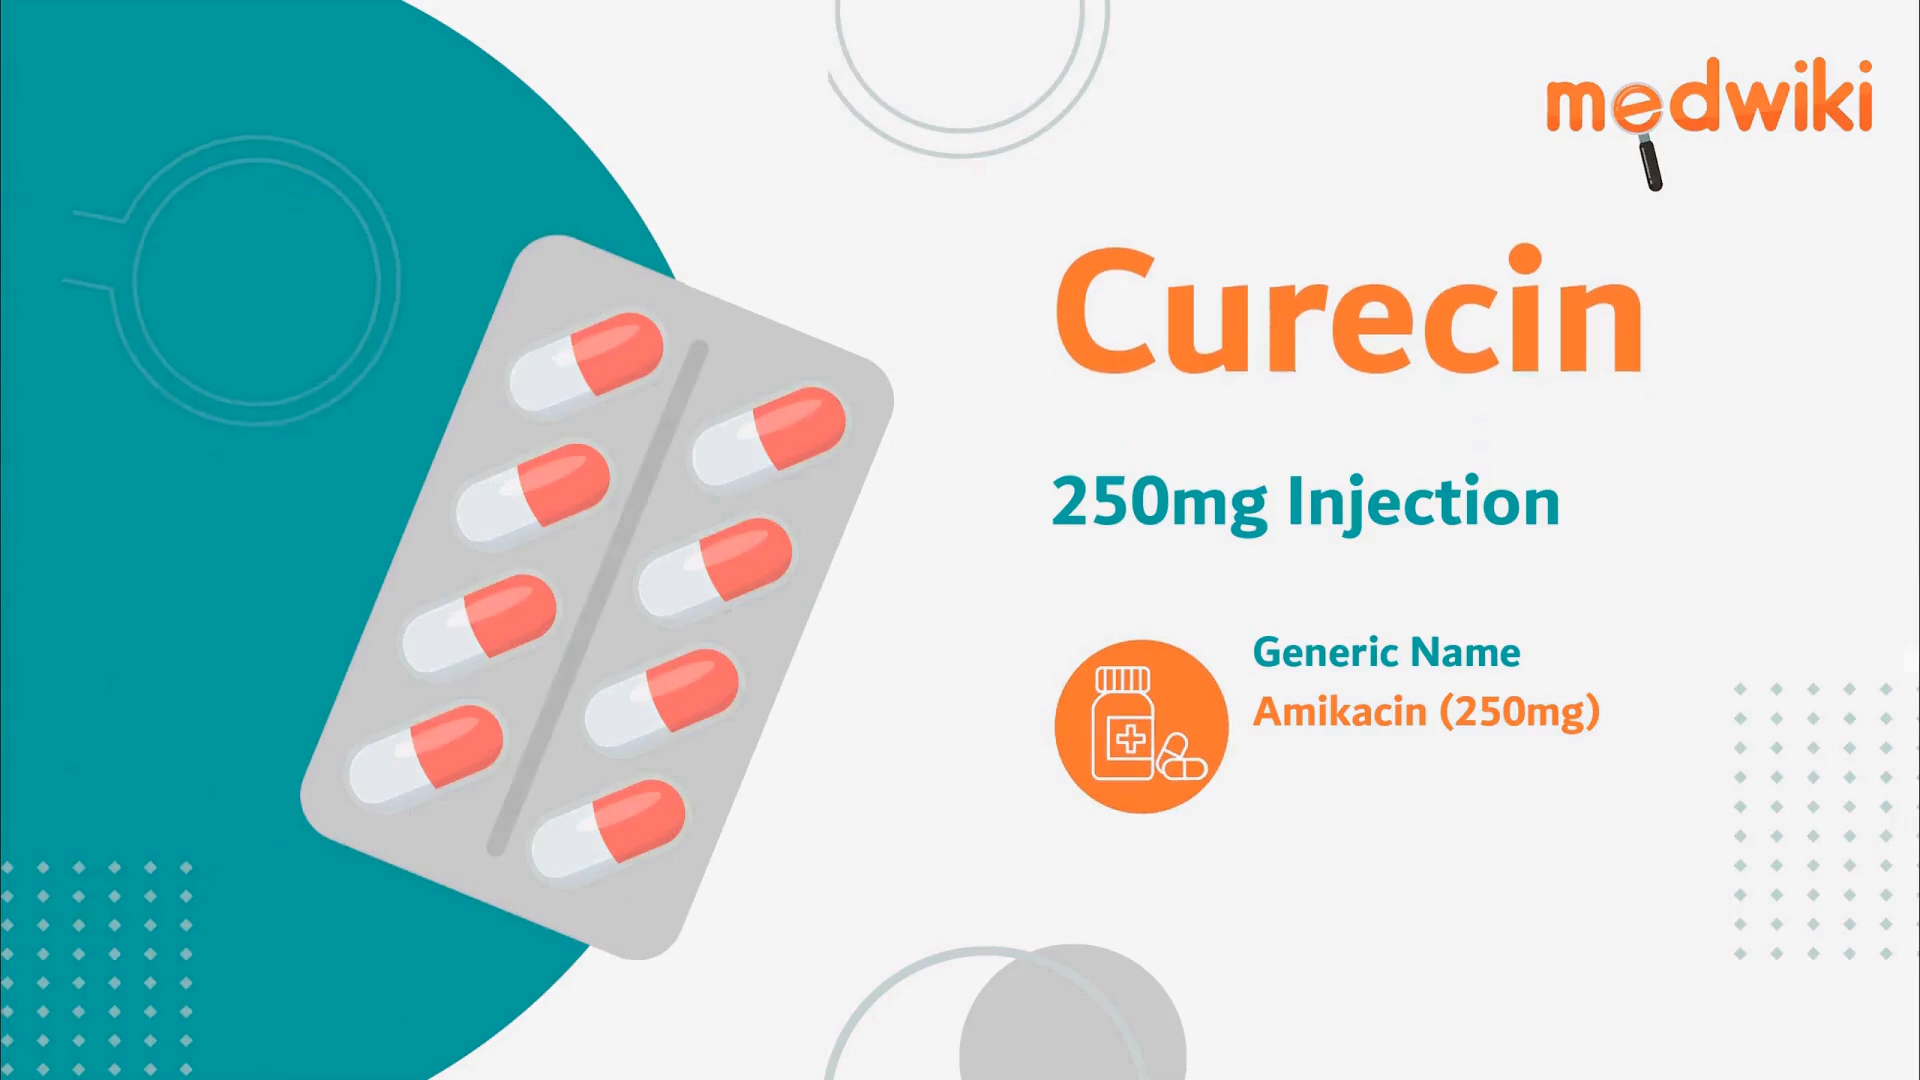 medwiki
Curecin
250mg Injection
Generic Name
Amikacin (250mg)